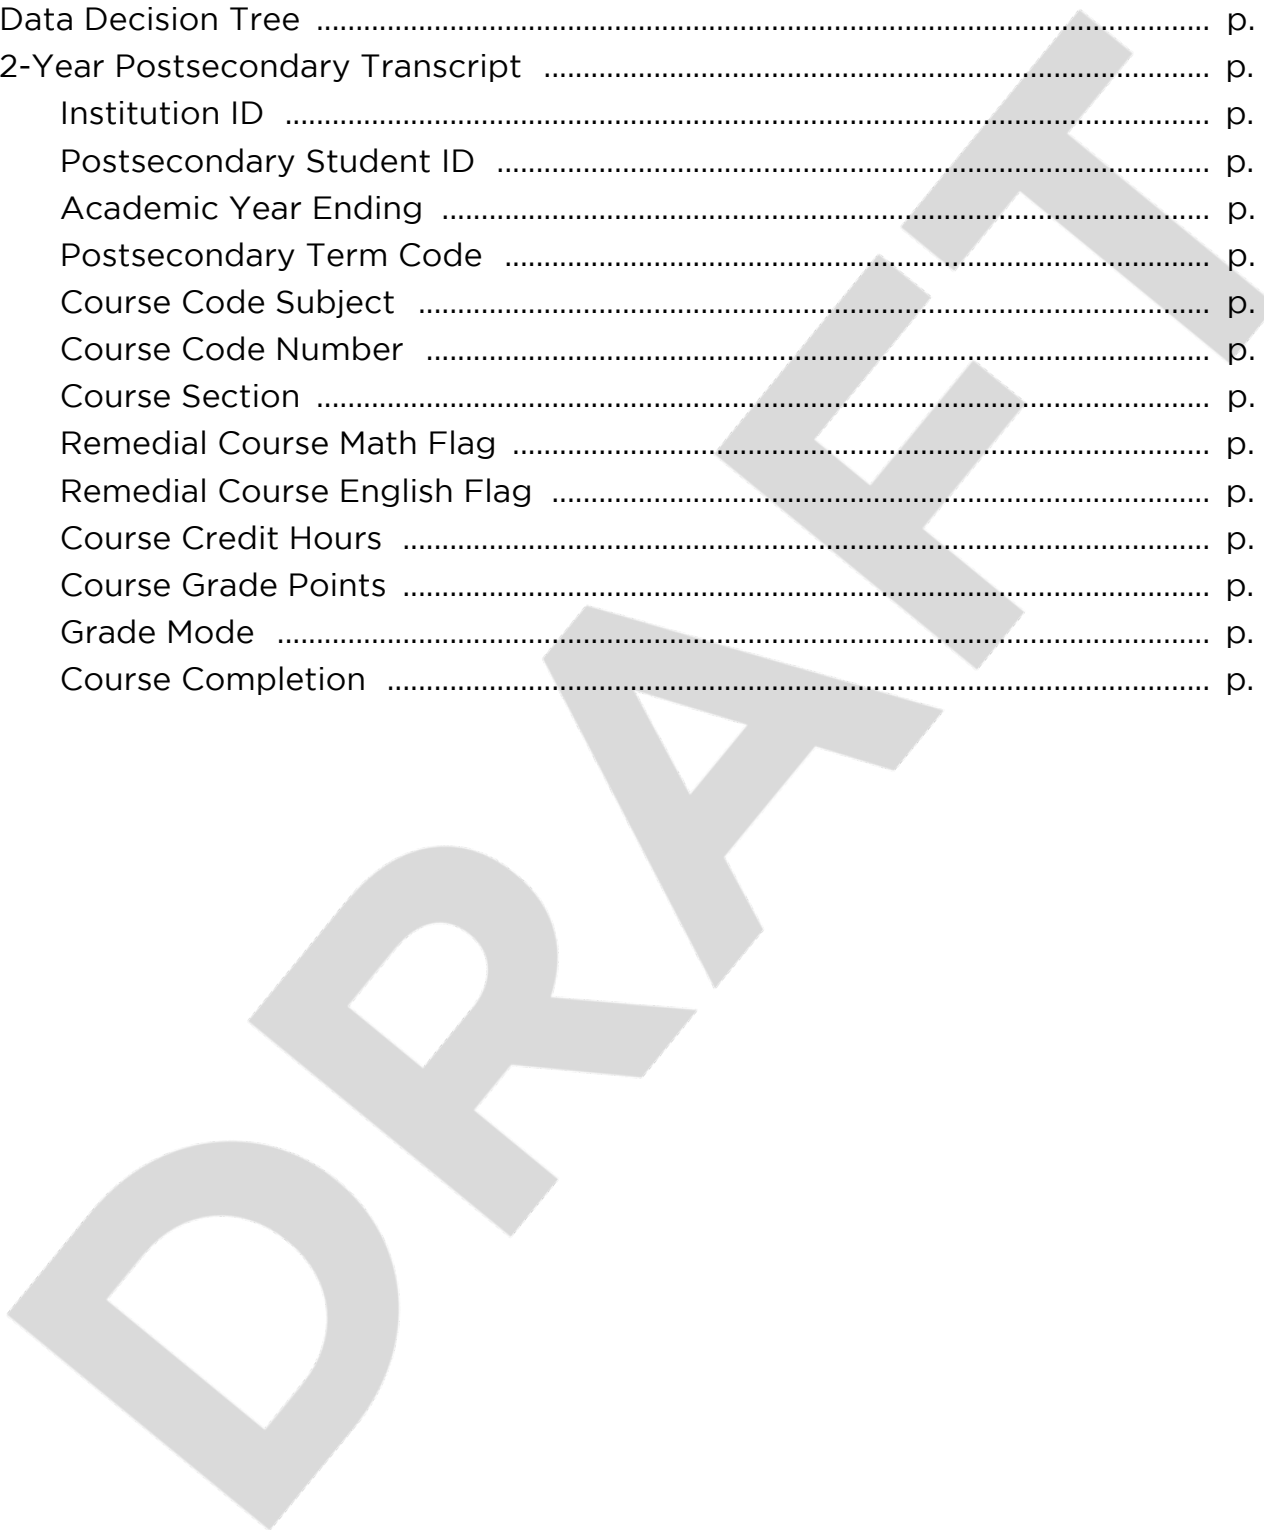 Data Decision Tree ........................................................ p.
2-Year Postsecondary Transcript ........................................................ p.
Institution ID ........................................................ p.
Postsecondary Student ID ........................................................ p.
Academic Year Ending ........................................................ p.
Postsecondary Term Code ........................................................ p.
Course Code Subject ........................................................ p.
Course Code Number ........................................................ p.
Course Section ........................................................ p.
Remedial Course Math Flag ........................................................ p.
Remedial Course English Flag ........................................................ p.
Course Credit Hours ........................................................ p.
Course Grade Points ........................................................ p.
Grade Mode ........................................................ p.
Course Completion ........................................................ p.
DRAFT